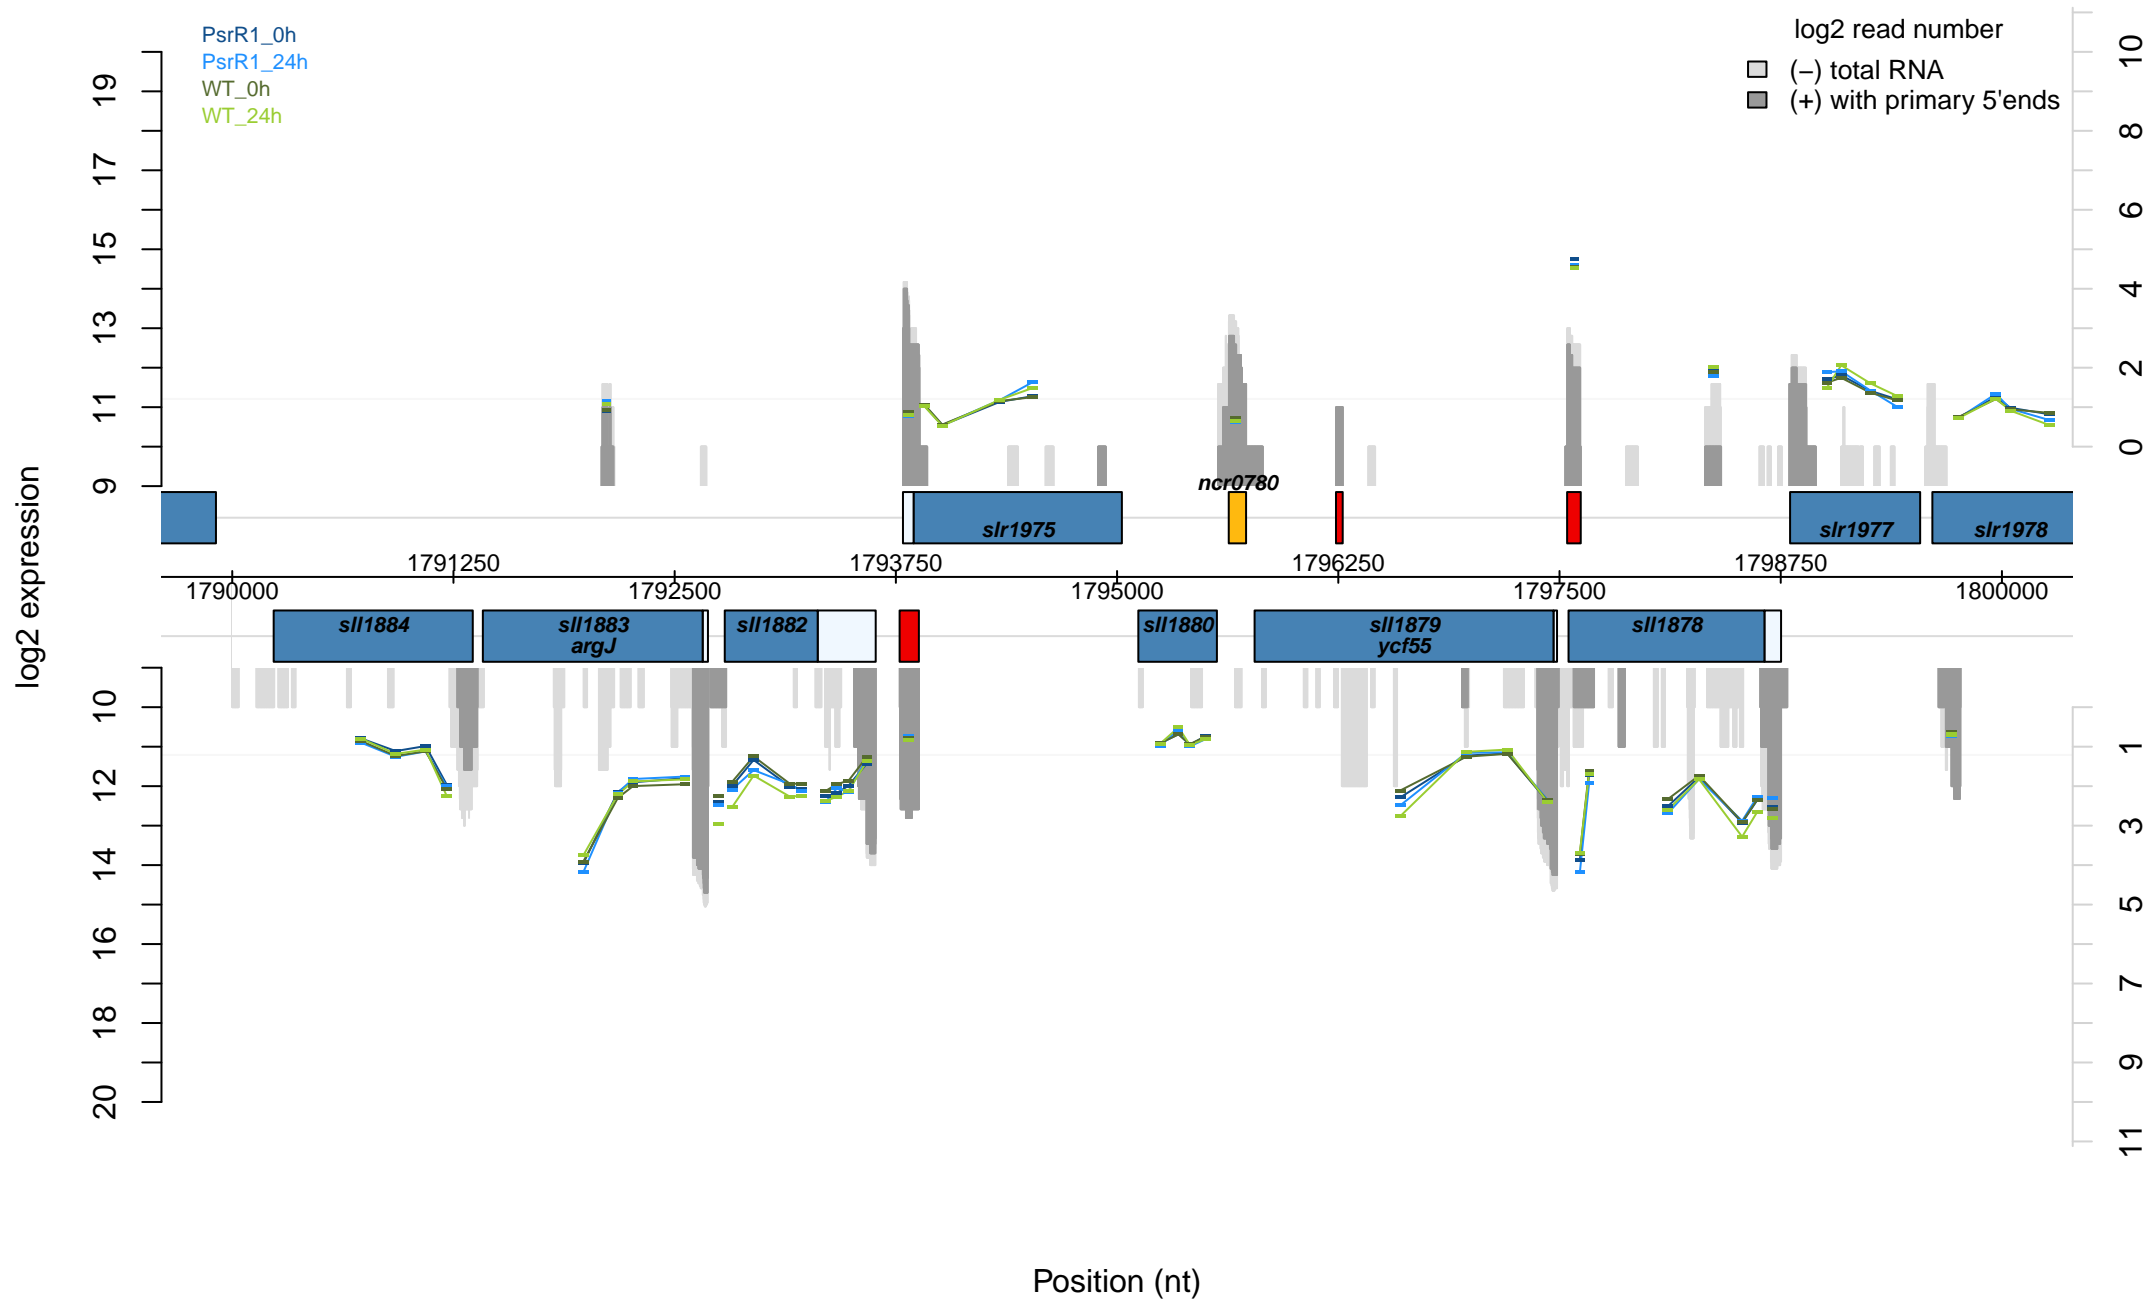 PsrR1_0h
PsrR1_24h
WT_0h
WT_24h
log2 read number
(−) total RNA
(+) with primary 5'ends
19
17
15
13
11
9
10
8
6
4
2
0
log2 expression
ncr0780
slr1975
slr1977
slr1978
1791250
1793750
1796250
1798750
1790000
1792500
1795000
1797500
1800000
sll1884
sll1883
argJ
sll1882
sll1880
sll1879
ycf55
sll1878
10
12
14
16
18
20
1
3
5
7
9
11
Position (nt)